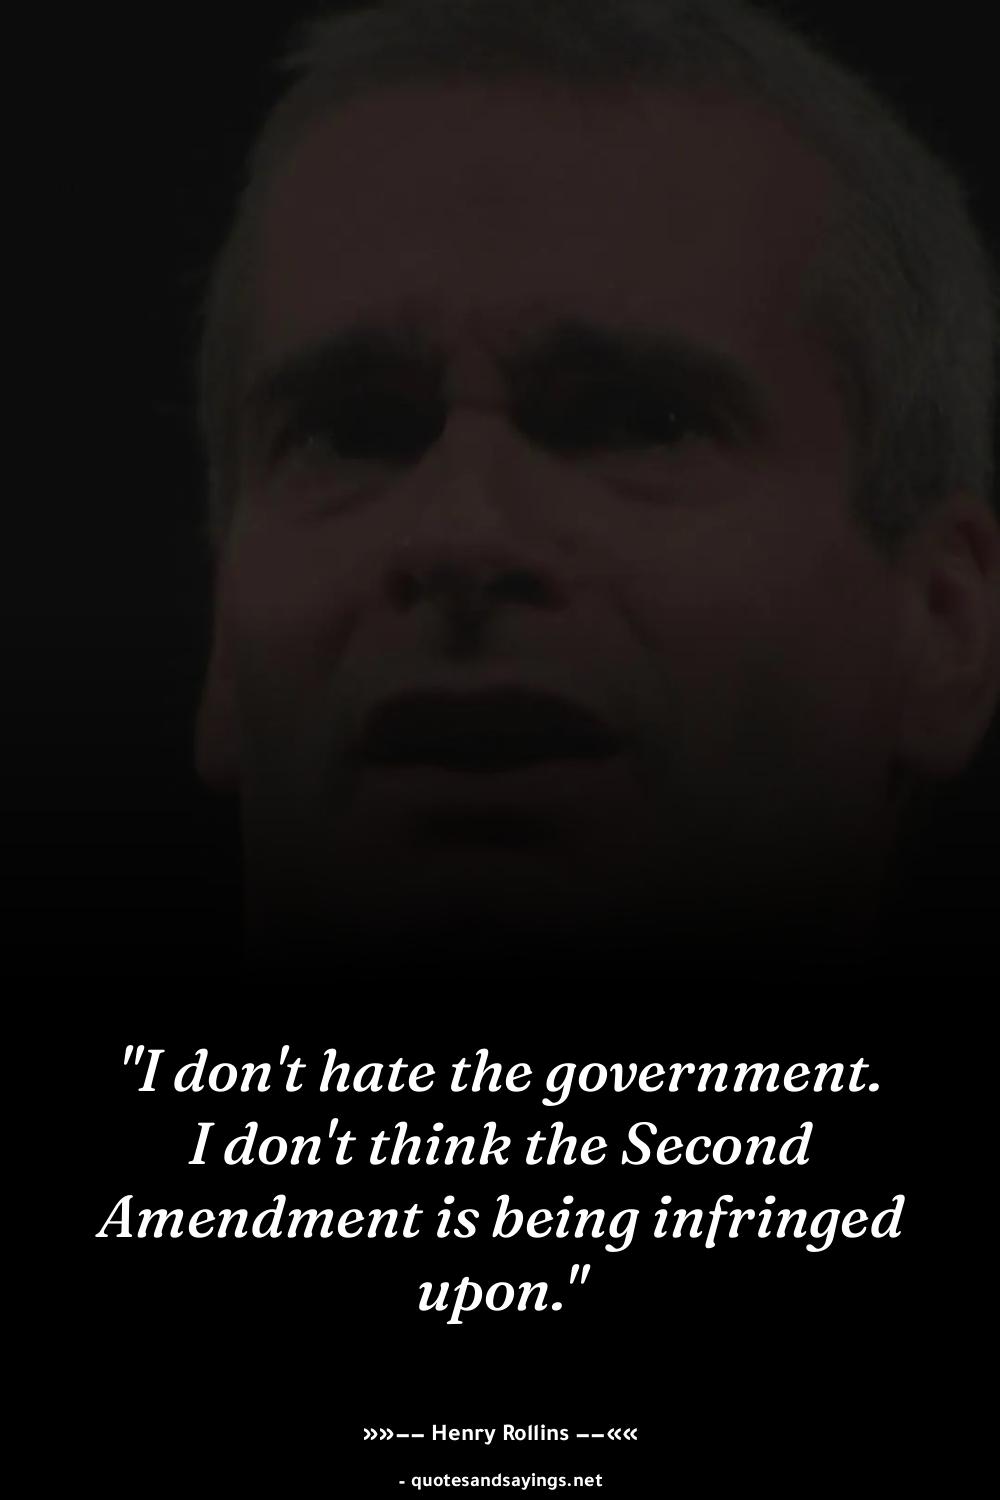 "I don't hate the government.
I don't think the Second
Amendment is being infringed
upon."
»»—— Henry Rollins ——««
- quotesandsayings.net